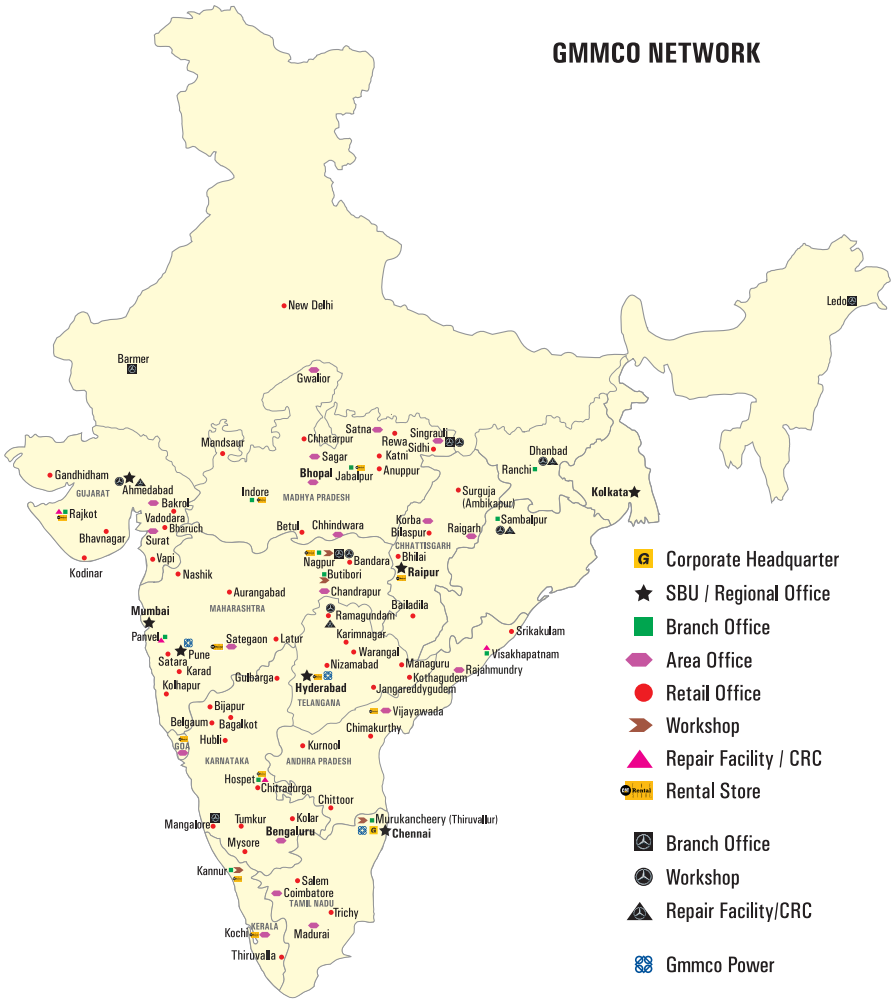 GMMCO NETWORK
New Delhi
Ledo
Barmer
Gwalior
Satna
Rewa
Singrauli
Sidhi
Chhatarpur
Mandsaur
Sagar
Katni
Dhanbad
Ranchi
Bhopal
Jabalpur
Anuppur
Gandhidham
GUJARAT
Ahmedabad
Kolkata
Indore
MADHYA PRADESH
Surguja
(Ambikapur)
Bakrol
Rajkot
Vadodara
Bharuch
Sambalpur
Korba
Bilaspur
Raigarh
Betul
Chhindwara
Bhavnagar
Surat
CHHATTISGARH
Vapi
Nagpur
Bandara
Bhilai
Kodinar
Nashik
Butibori
Raipur
Aurangabad
Chandrapur
MAHARASHTRA
Mumbai
Ramagundam
Bailadila
Panvel
Sategaon
Latur
Karimnagar
Srikakulam
Pune
Warangal
Visakhapatnam
Satara
Karad
Nizamabad
Managuru
Rajahmundry
Gulbarga
Kothagudem
Kolhapur
Hyderabad
Jangareddygudem
TELANGANA
Bijapur
Vijayawada
Belgaum
Bagalkot
Chimakurthy
Hubli
GOA
Kurnool
KARNATAKA
ANDHRA PRADESH
Hospet
Chitradurga
Chittoor
Mangalore
Tumkur
Kolar
Murukancheery (Thiruvallur)
Bengaluru
Chennai
Mysore
Kannur
Salem
Coimbatore
TAMIL NADU
Trichy
KERALA
Kochi
Madurai
Thiruvalla
G Corporate Headquarter
SBU / Regional Office
Branch Office
Area Office
Retail Office
Workshop
Repair Facility / CRC
CAT Rental Rental Store
Branch Office
Workshop
Repair Facility/CRC
Gmmco Power